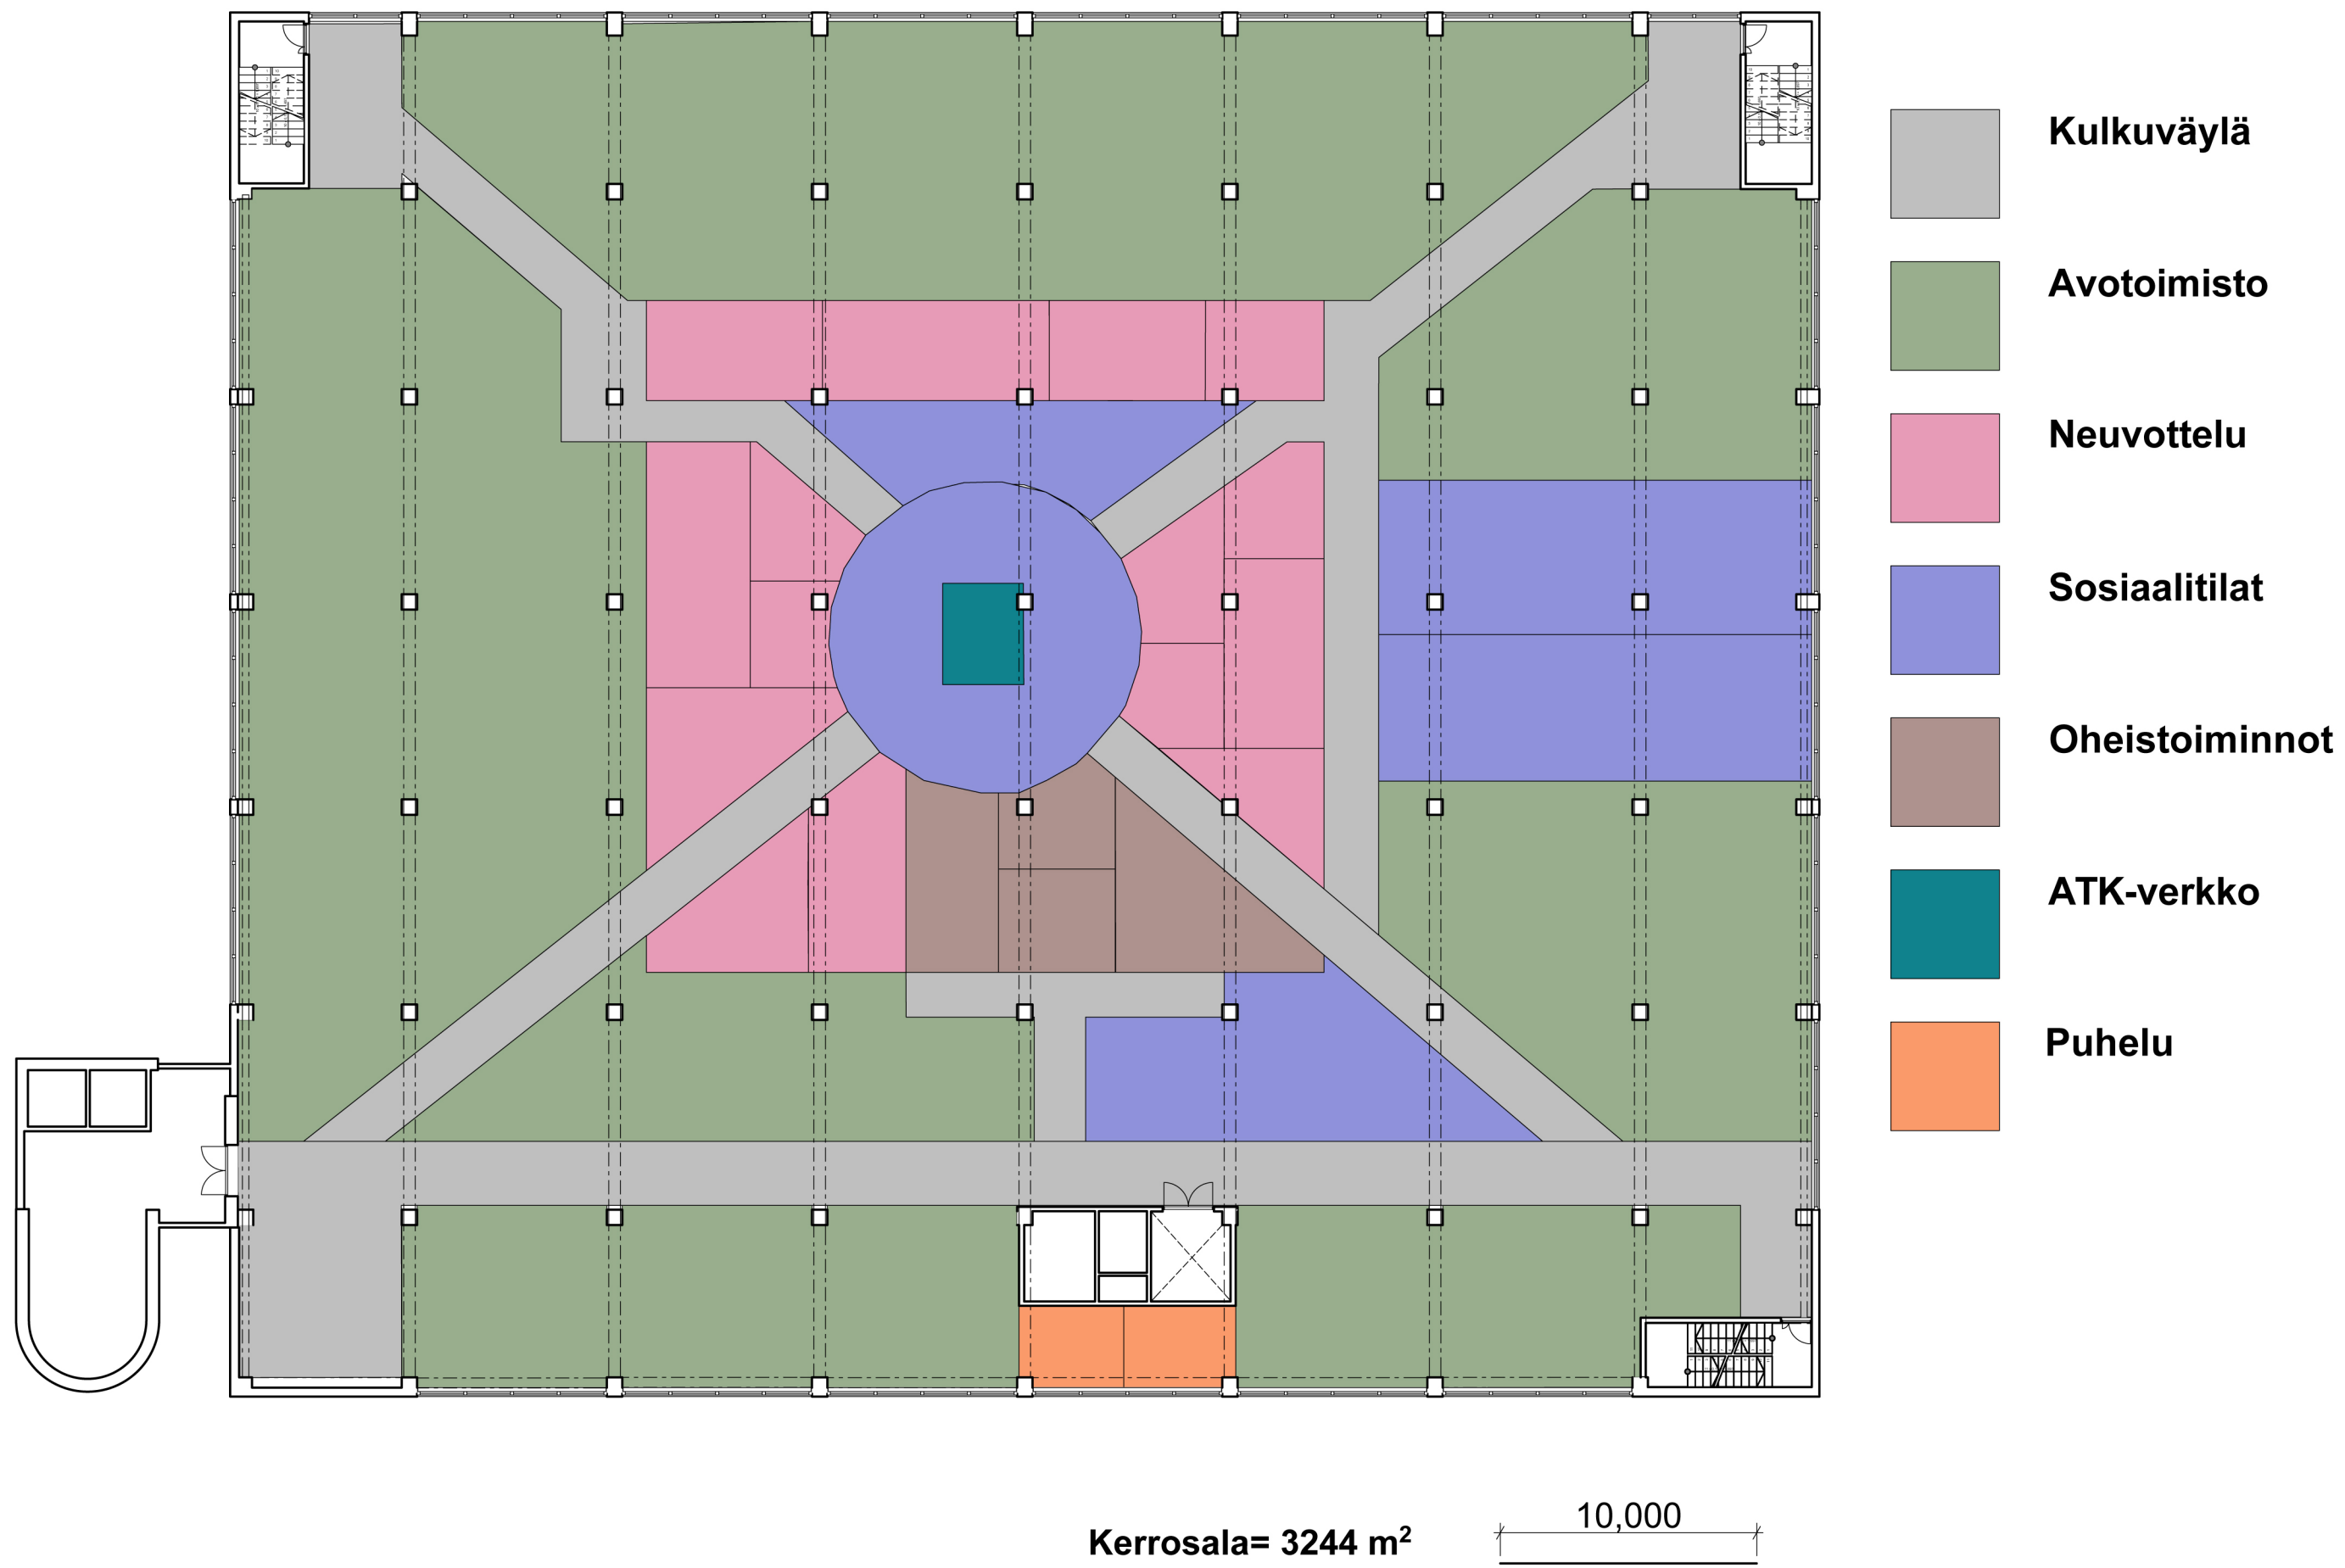 Kulkuväylä
Avotoimisto
Neuvottelu
Sosiaalitilat
Oheistoiminnot
ATK-verkko
Puhelu
10,000
Kerrosala= 3244 m²